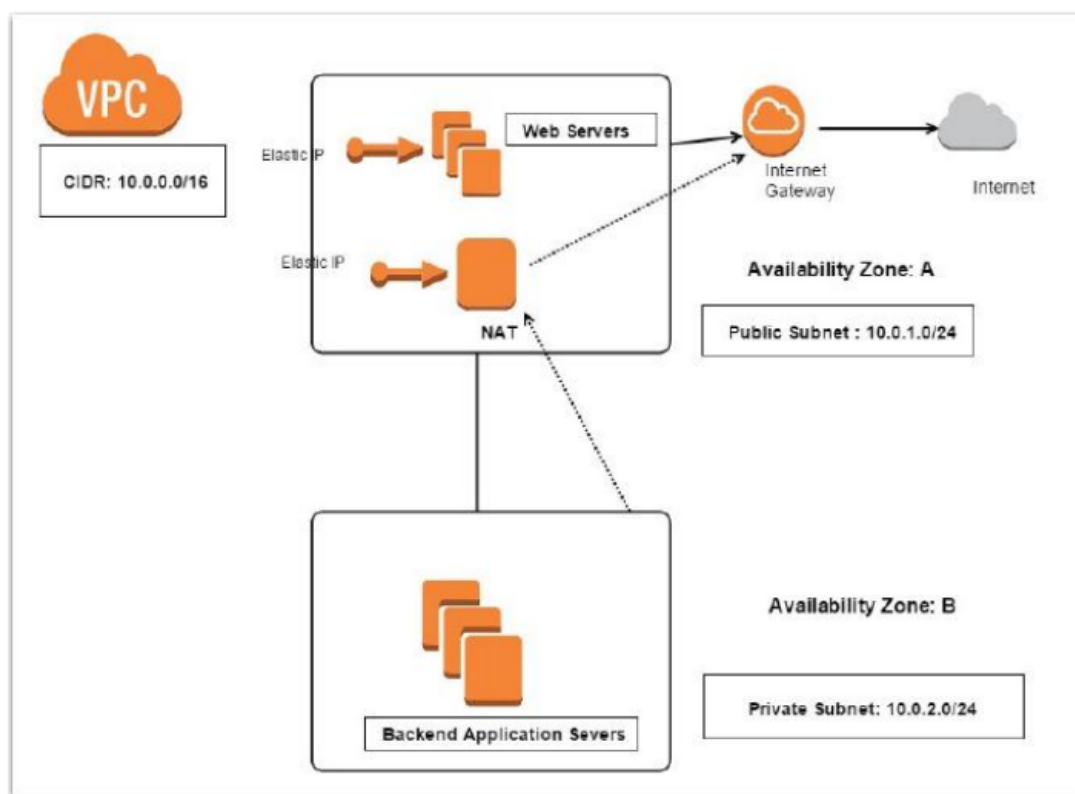 VPC
CIDR: 10.0.0.0/16
Elastic IP
Web Servers
Internet
Gateway
Internet
Elastic IP
NAT
Availability Zone: A
Public Subnet : 10.0.1.0/24
Backend Application Severs
Availability Zone: B
Private Subnet: 10.0.2.0/24